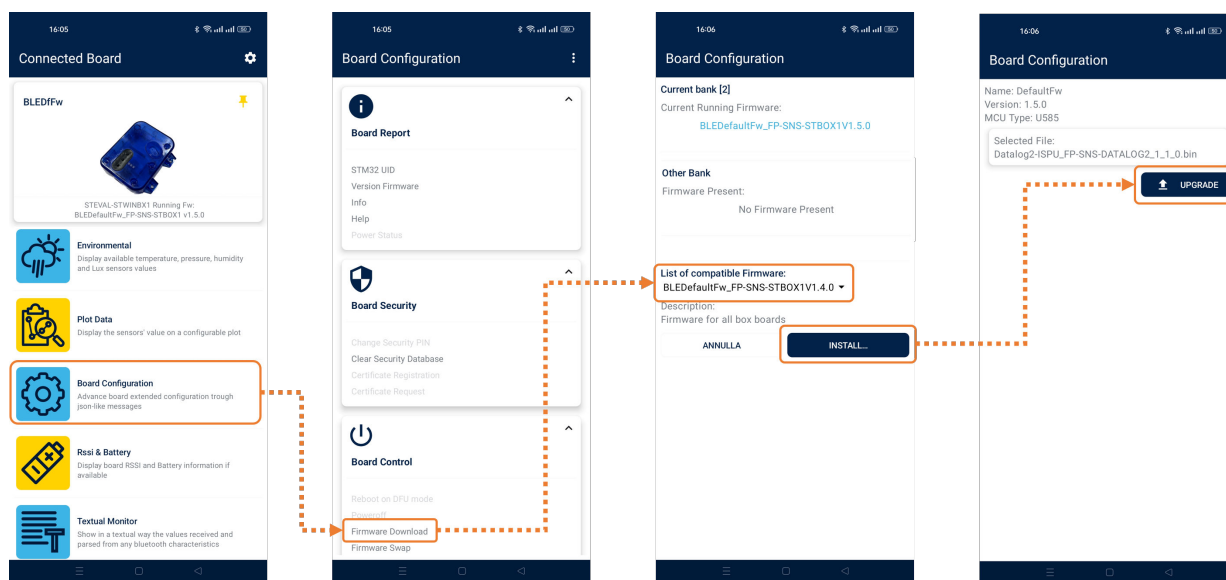 16:05
Connected Board
BLEDfFw
STEVAL-STWINBX1 Running Fw:
BLEDefaultFw_FP-SNS-STBOX1 v1.5.0
Environmental
Display available temperature, pressure, humidity
and Lux sensors values
Plot Data
Display the sensors' value on a configurable plot
Board Configuration
Advance board extended configuration trough
json-like messages
Rssi & Battery
Display board RSSI and Battery information if
available
Textual Monitor
Show in a textual way the values received and
parsed from any bluetooth characteristics
16:05
Board Configuration
Board Report
STM32 UID
Version Firmware
Info
Help
Power Status
Board Security
Change Security PIN
Clear Security Database
Certificate Registration
Certificate Request
Board Control
Reboot on DFU mode
Poweroff
Firmware Download
Firmware Swap
16:06
Board Configuration
Current bank [2]
Current Running Firmware:
BLEDefaultFw_FP-SNS-STBOX1V1.5.0
Other Bank
Firmware Present:
No Firmware Present
List of compatible Firmware:
BLEDefaultFw_FP-SNS-STBOX1V1.4.0
Description:
Firmware for all box boards
ANNULLA
INSTALL...
16:06
Board Configuration
Name: DefaultFw
Version: 1.5.0
MCU Type: U585
Selected File:
Datalog2-ISPU_FP-SNS-DATALOG2_1_1_0.bin
UPGRADE